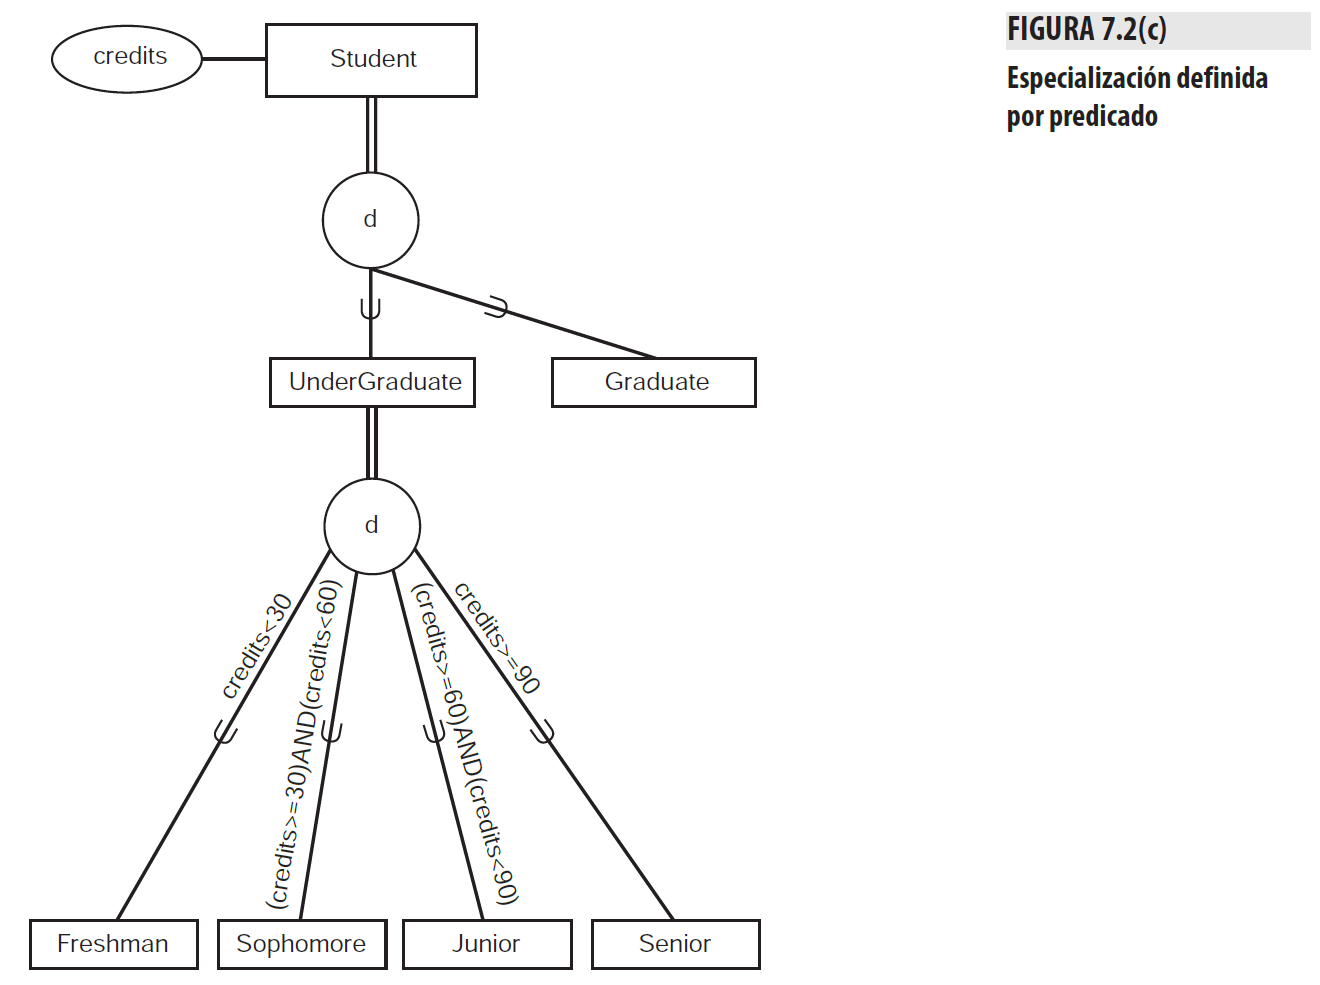 FIGURA 7.2(c)
Especialización definida
por predicado
credits
Student
d
UnderGraduate
Graduate
d
credits<30
(credits>=30)AND(credits<60)
(credits>=60)AND(credits<90)
credits>=90
Freshman
Sophomore
Junior
Senior